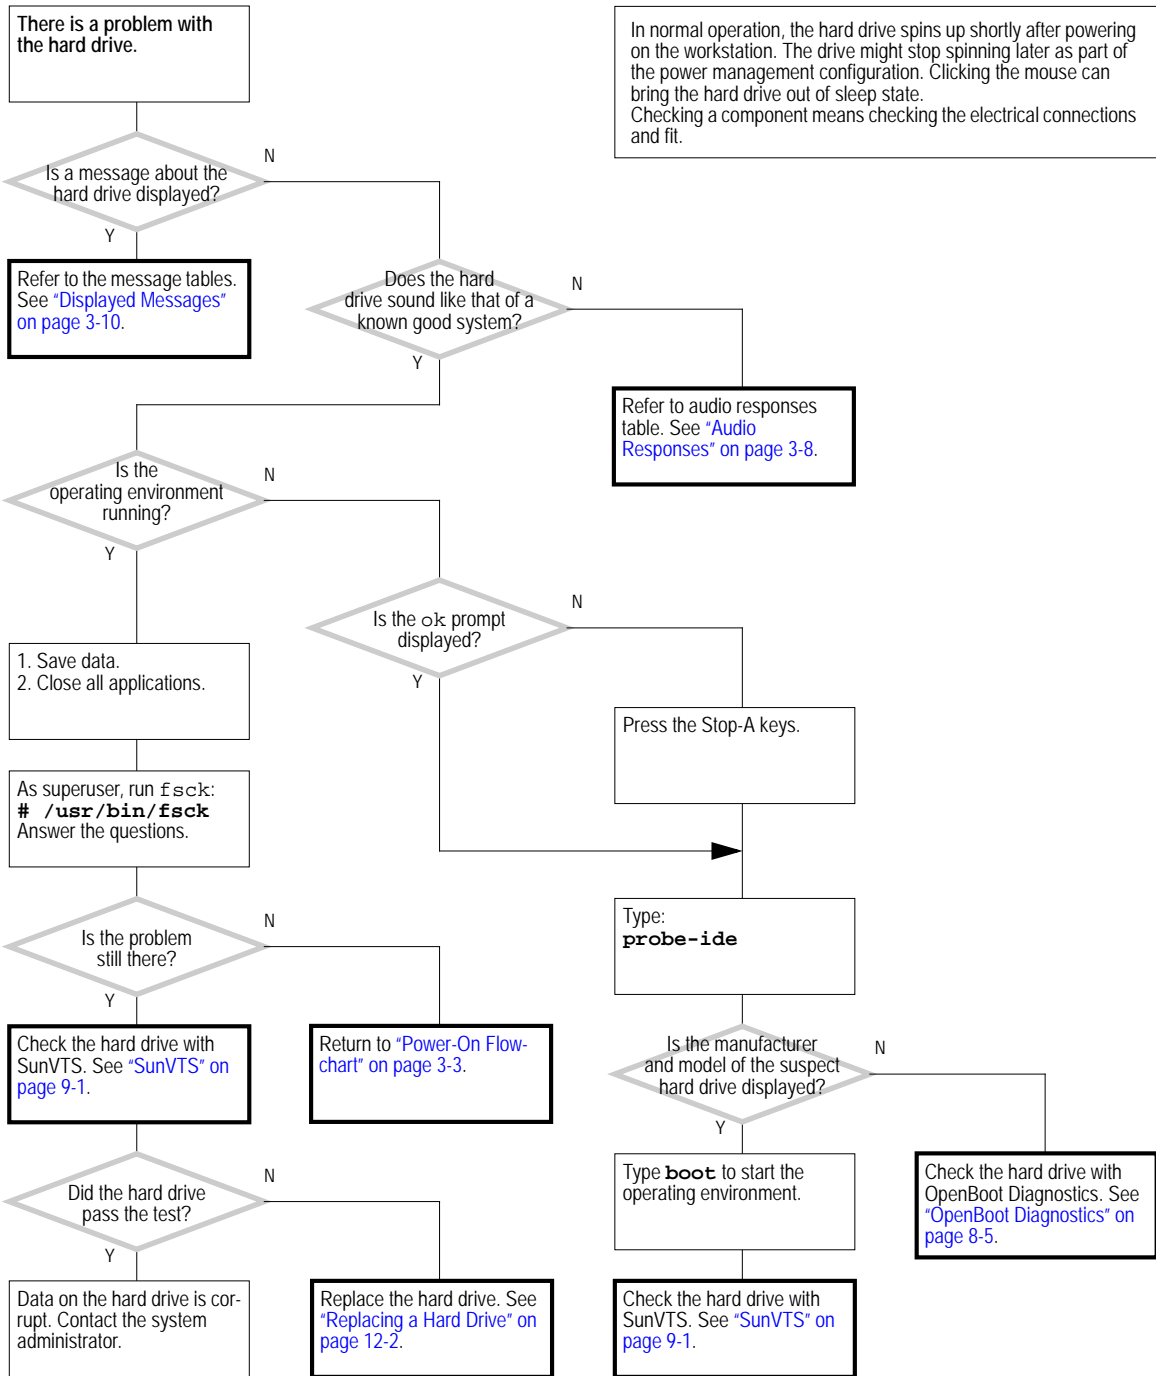 There is a problem with
the hard drive.
In normal operation, the hard drive spins up shortly after powering
on the workstation. The drive might stop spinning later as part of
the power management configuration. Clicking the mouse can
bring the hard drive out of sleep state.
Checking a component means checking the electrical connections
and fit.
Is a message about the
hard drive displayed?
N
Y
Refer to the message tables.
See “Displayed Messages”
on page 3-10.
Does the hard
drive sound like that of a
known good system?
N
Y
Refer to audio responses
table. See “Audio
Responses” on page 3-8.
Is the
operating environment
running?
N
Y
Is the ok prompt
displayed?
N
Y
1. Save data.
2. Close all applications.
Press the Stop-A keys.
As superuser, run fsck:
# /usr/bin/fsck
Answer the questions.
Type:
probe-ide
Is the problem
still there?
N
Y
Check the hard drive with
SunVTS. See “SunVTS” on
page 9-1.
Return to “Power-On Flow-
chart” on page 3-3.
Is the manufacturer
and model of the suspect
hard drive displayed?
N
Y
Type boot to start the
operating environment.
Check the hard drive with
OpenBoot Diagnostics. See
“OpenBoot Diagnostics” on
page 8-5.
Did the hard drive
pass the test?
N
Y
Data on the hard drive is cor-
rupt. Contact the system
administrator.
Replace the hard drive. See
“Replacing a Hard Drive” on
page 12-2.
Check the hard drive with
SunVTS. See “SunVTS” on
page 9-1.